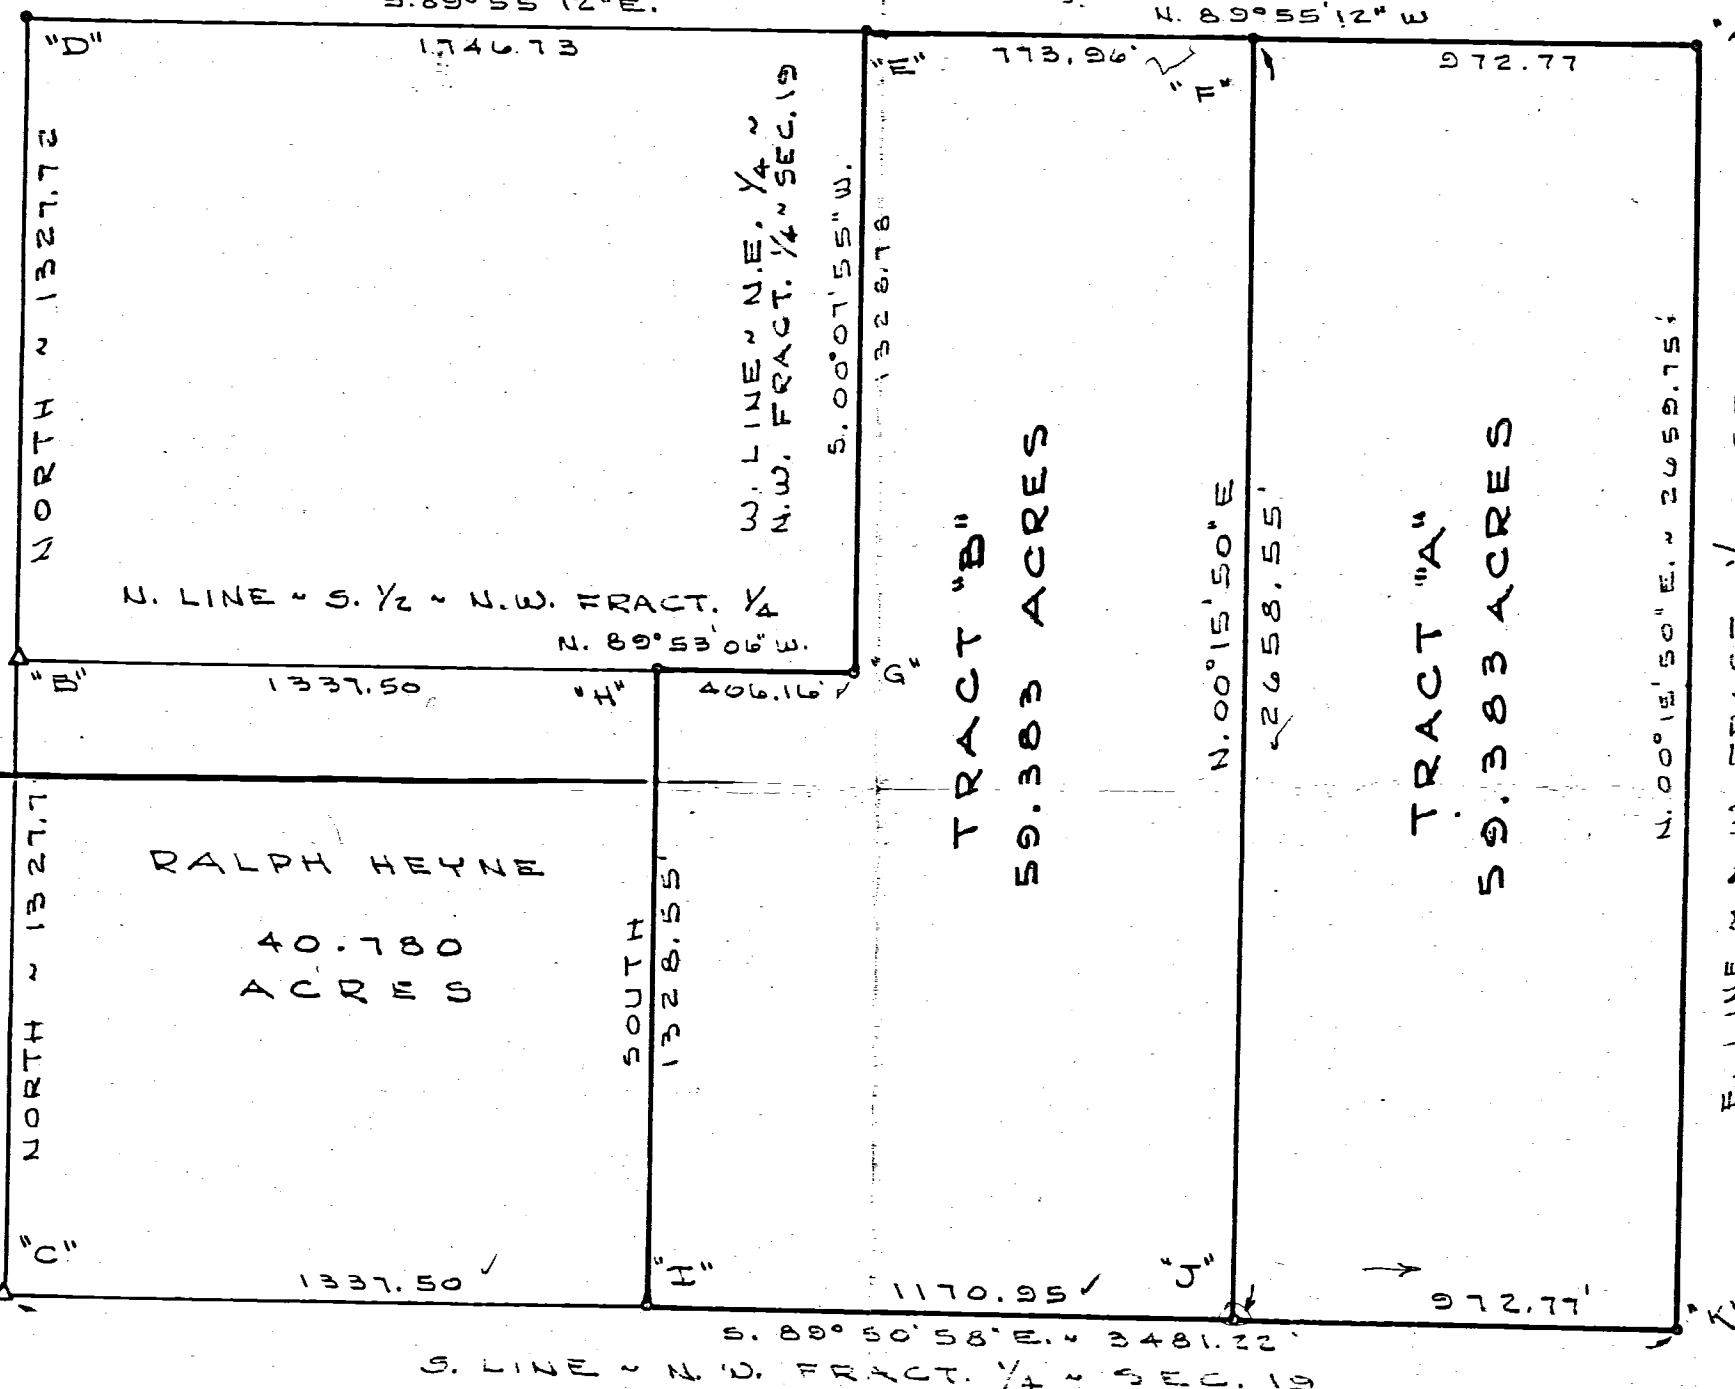 S. 89° 55' 12" E.
N. 89° 55' 12" W
"D"
1746.73
"E"
773.96'
"F"
972.77
NORTH ~ 1327.72
W. LINE ~ N.E. 1/4 ~
N.W. FRACT. 1/4 ~ SEC. 19
S. 00° 07' 55" W.
1328.78
N. LINE ~ S. 1/2 ~ N.W. FRACT. 1/4
N. 89° 53' 06" W.
"B"
1337.50
"H"
406.16'
"G"
TRACT "B"
59.383 ACRES
N. 00° 15' 50" E
2658.55'
TRACT "A"
59.383 ACRES
N. 00° 15' 50" E. ~ 2659.75'
NORTH ~ 1327.7
RALPH HEYNE
40.780
ACRES
SOUTH
1328.55'
"C"
1337.50
"I"
1170.95
"J"
972.77'
"K"
S. 89° 50' 58" E. ~ 3481.22'
S. LINE ~ N.W. FRACT. 1/4 ~ SEC. 19